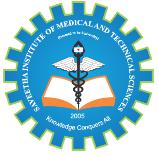 SAVEETHA INSTITUTE OF MEDICAL AND TECHNICAL SCIENCES
2005
Knowledge Conquers All